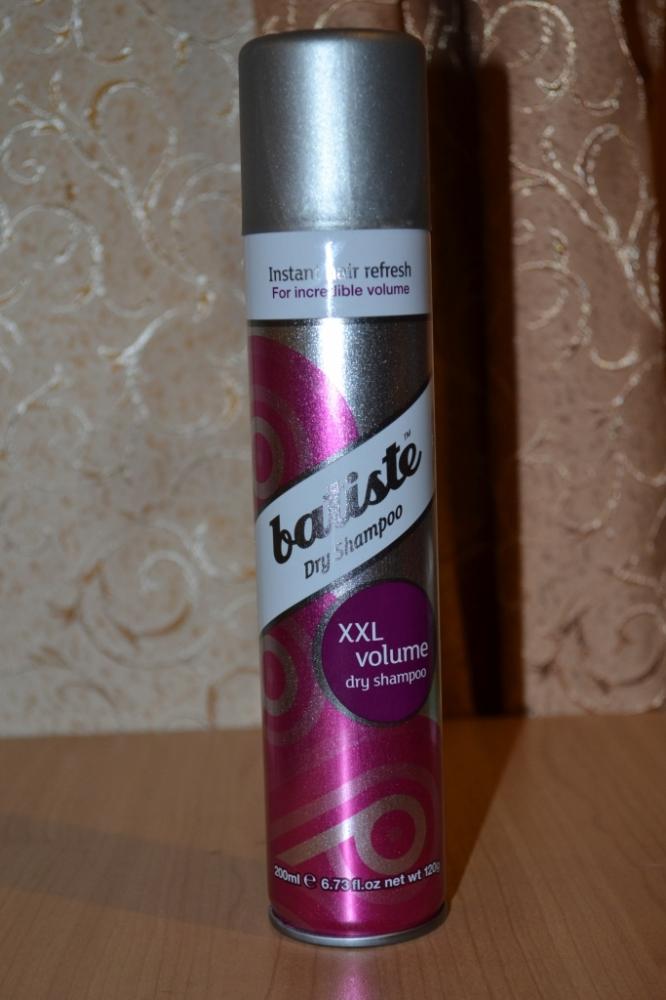 Instant hair refresh
For incredible volume
batiste™
Dry Shampoo
XXL
volume
dry shampoo
200ml ℮ 6.73 fl.oz net wt 120g